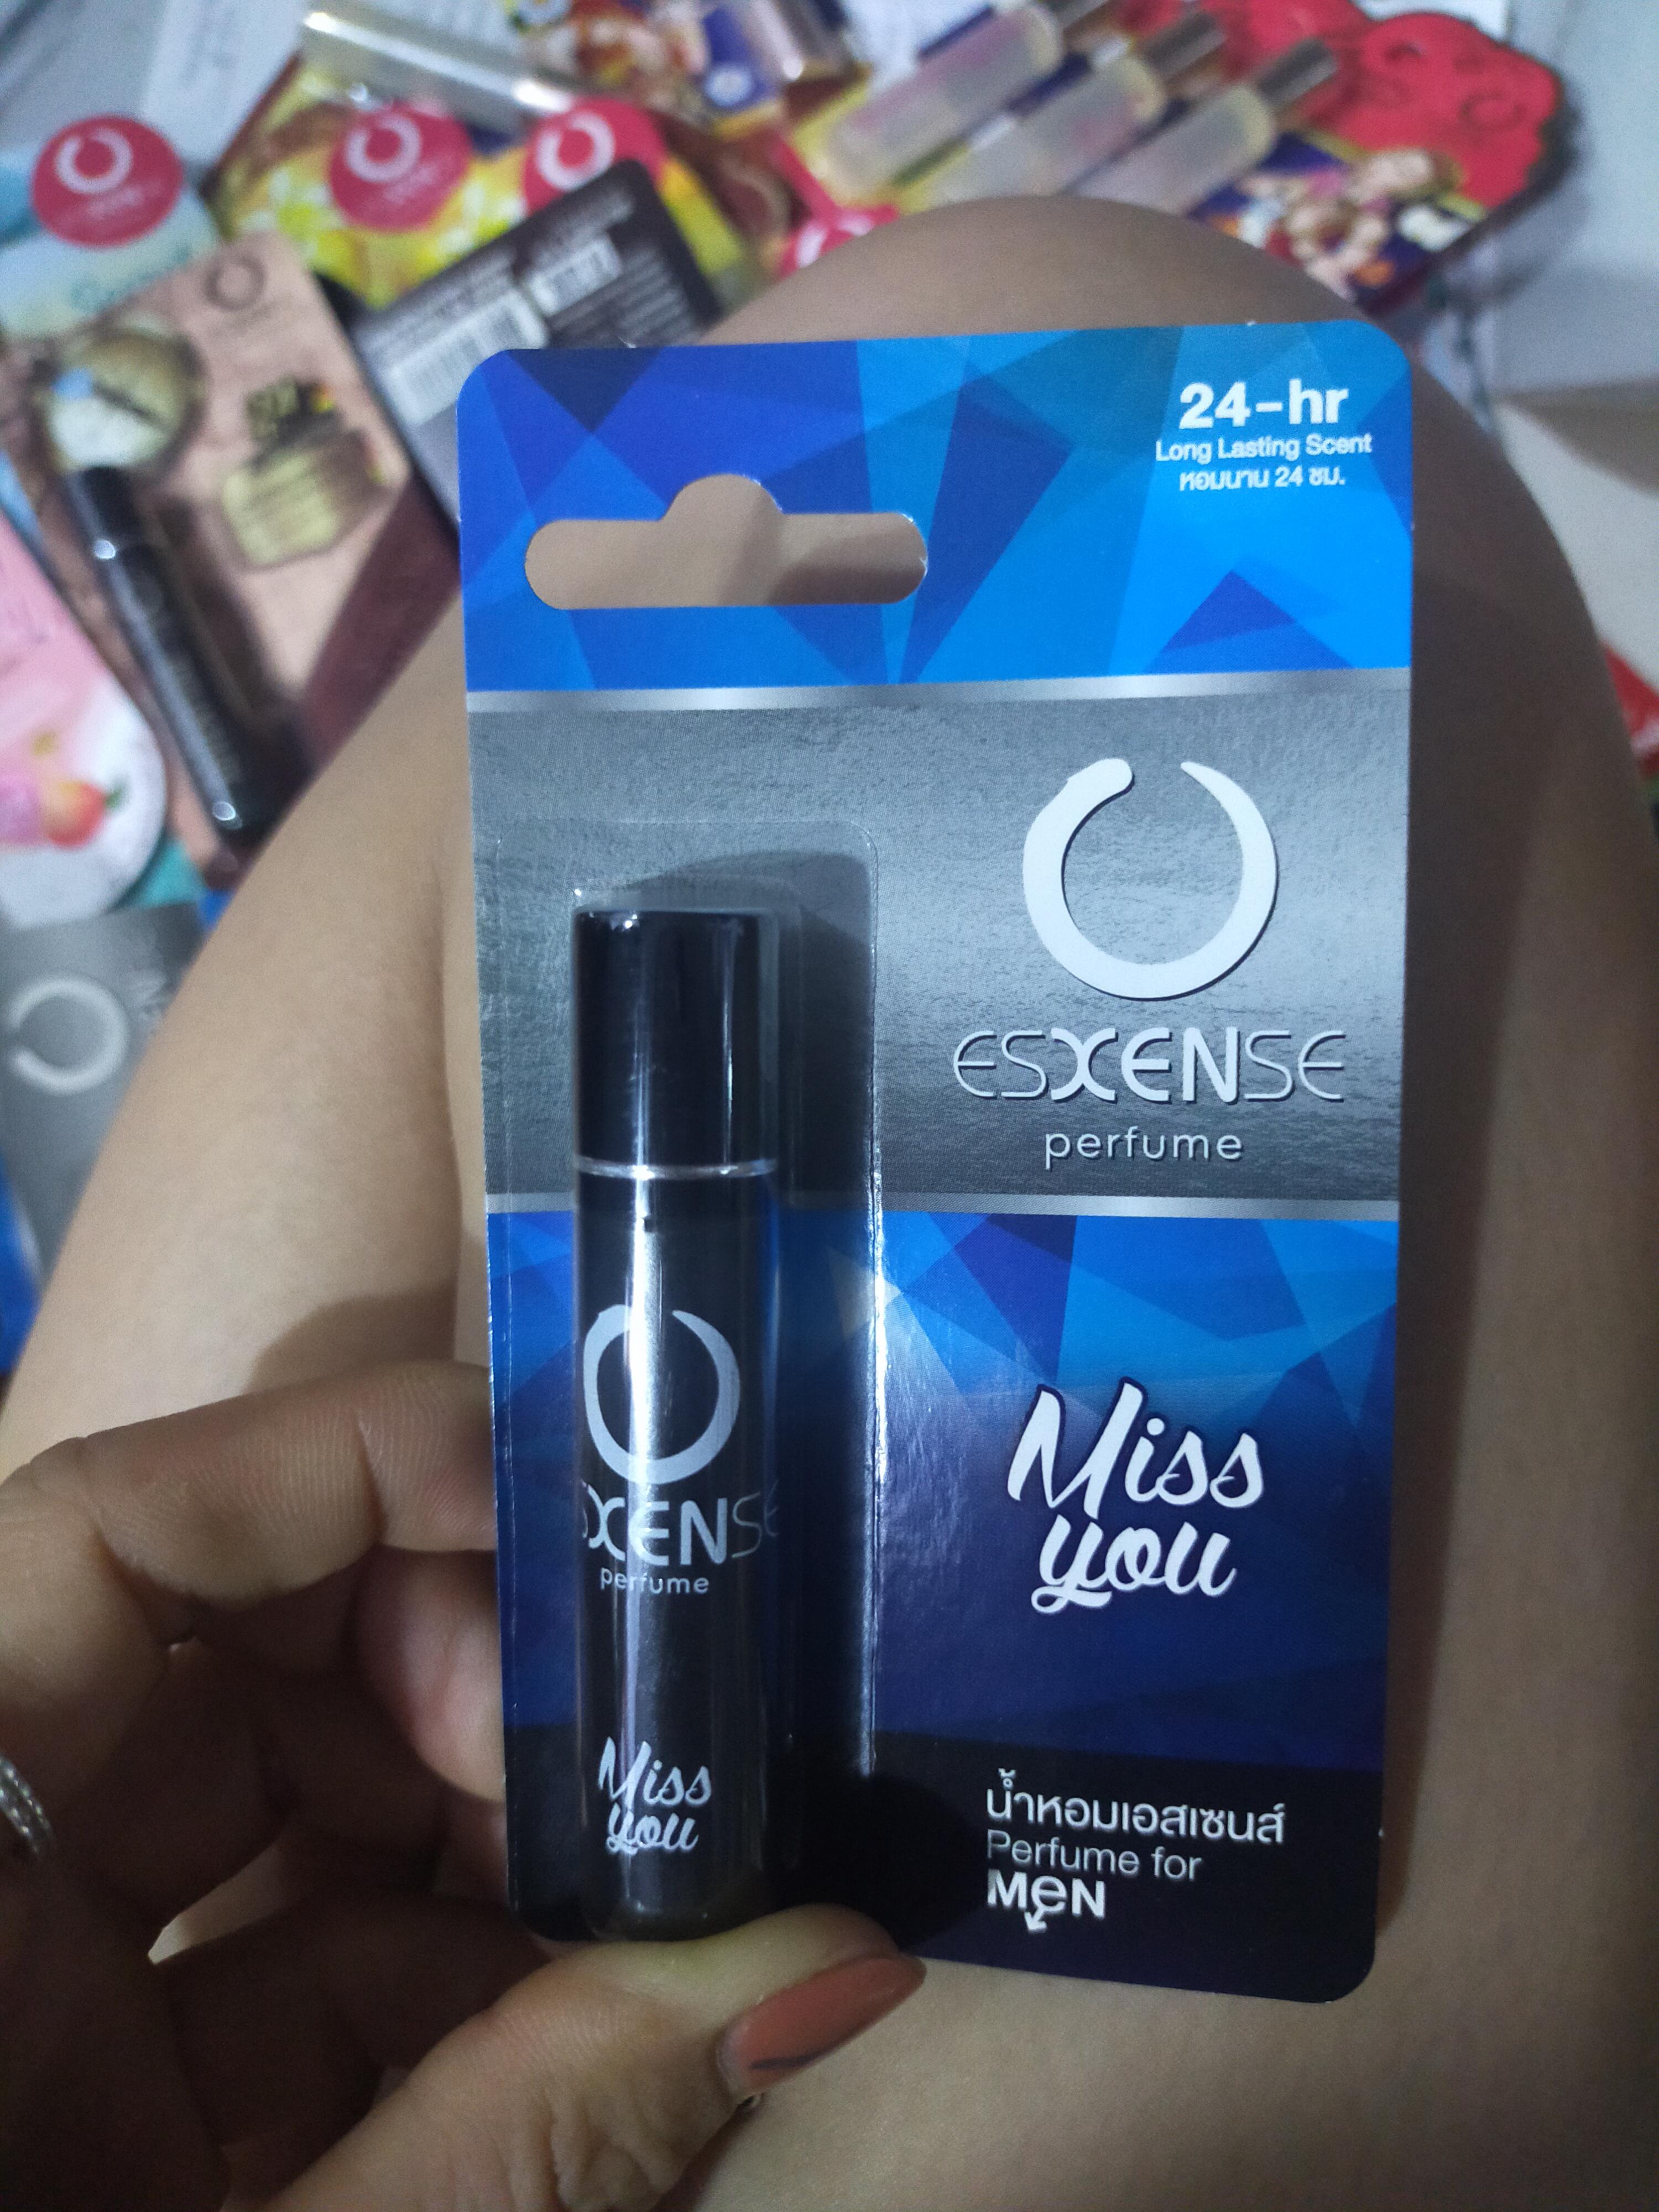 24-hr
Long Lasting Scent
หอมนาน 24 ชม.
ESXENSE
perfume
Miss
you
น้ำหอมเอสเซนส์
Perfume for
MeN
SXENSE
perfume
Miss
you